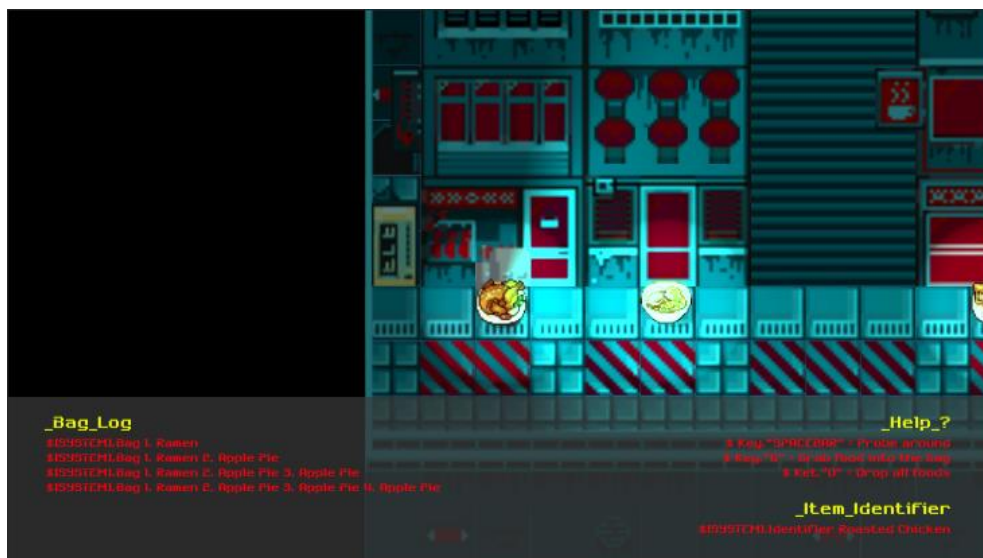 _Bag_Log
$[SYSTEM].Bag 1. Ramen
$[SYSTEM].Bag 1. Ramen 2. Apple Pie
$[SYSTEM].Bag 1. Ramen 2. Apple Pie 3. Apple Pie
$[SYSTEM].Bag 1. Ramen 2. Apple Pie 3. Apple Pie 4. Apple Pie
_Help_?
$ Key."SPACEBAR" : Probe around
$ Key."G" : Grab food into the bag
$ Ket."D" : Drop all foods
_Item_Identifier
$[SYSTEM].Identifier Roasted Chicken